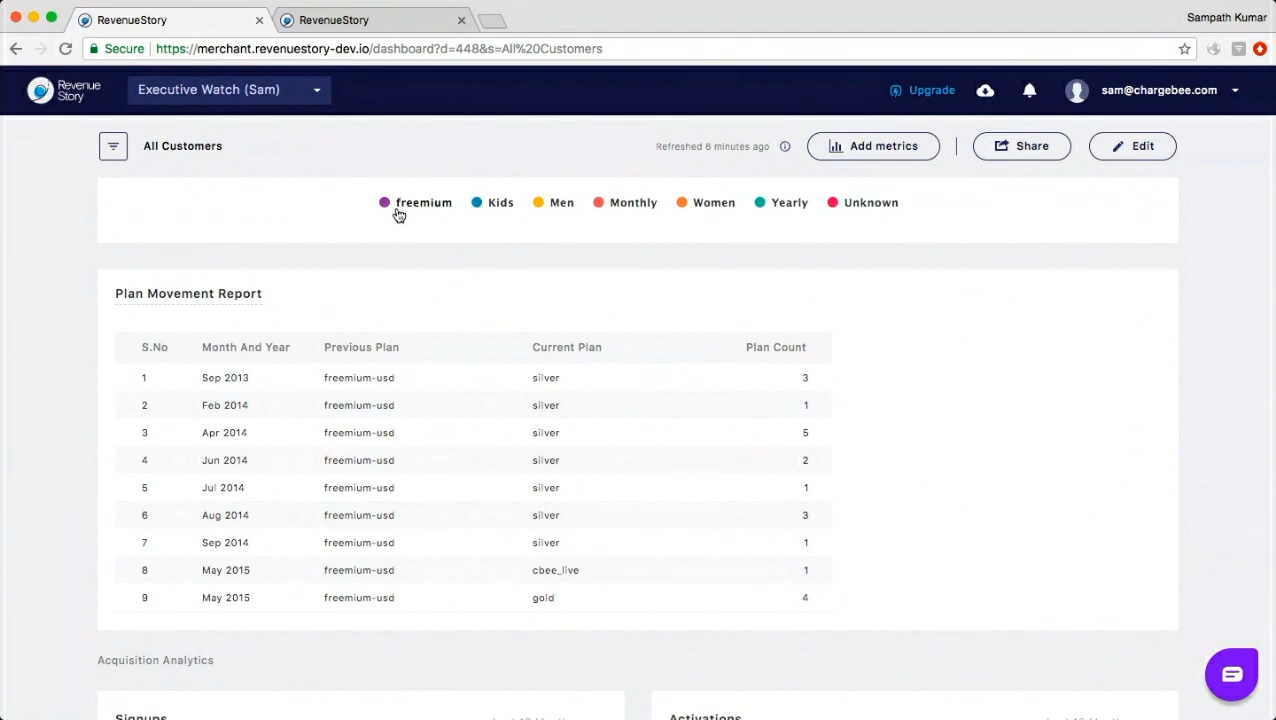 RevenueStory
RevenueStory
Sampath Kumar
Secure https://merchant.revenuestory-dev.io/dashboard?d=448&s=All%20Customers
Revenue
Story
Executive Watch (Sam)
Upgrade
sam@chargebee.com
All Customers
Refreshed 6 minutes ago
Add metrics
Share
Edit
freemium Kids Men Monthly Women Yearly Unknown
Plan Movement Report
S.No Month And Year Previous Plan Current Plan Plan Count
1 Sep 2013 freemium-usd silver 3
2 Feb 2014 freemium-usd silver 1
3 Apr 2014 freemium-usd silver 5
4 Jun 2014 freemium-usd silver 2
5 Jul 2014 freemium-usd silver 1
6 Aug 2014 freemium-usd silver 3
7 Sep 2014 freemium-usd silver 1
8 May 2015 freemium-usd cbee_live 1
9 May 2015 freemium-usd gold 4
Acquisition Analytics
Signups
Activations